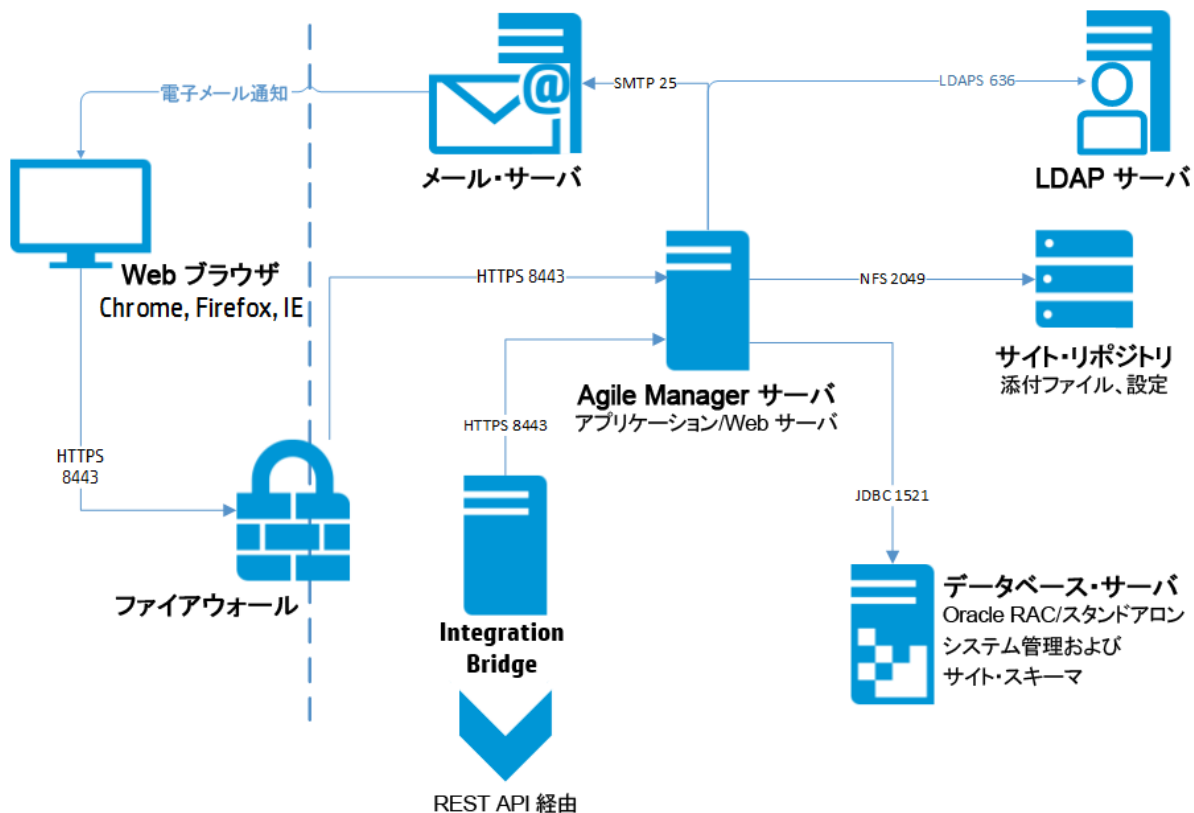 SMTP 25
LDAPS 636
電子メール通知
メール・サーバ
LDAP サーバ
Web ブラウザ
Chrome, Firefox, IE
HTTPS 8443
NFS 2049
サイト・リポジトリ
添付ファイル、設定
Agile Manager サーバ
アプリケーション/Web サーバ
HTTPS 8443
HTTPS
8443
JDBC 1521
ファイアウォール
Integration
Bridge
データベース・サーバ
Oracle RAC/スタンドアロン
システム管理および
サイト・スキーマ
REST API 経由